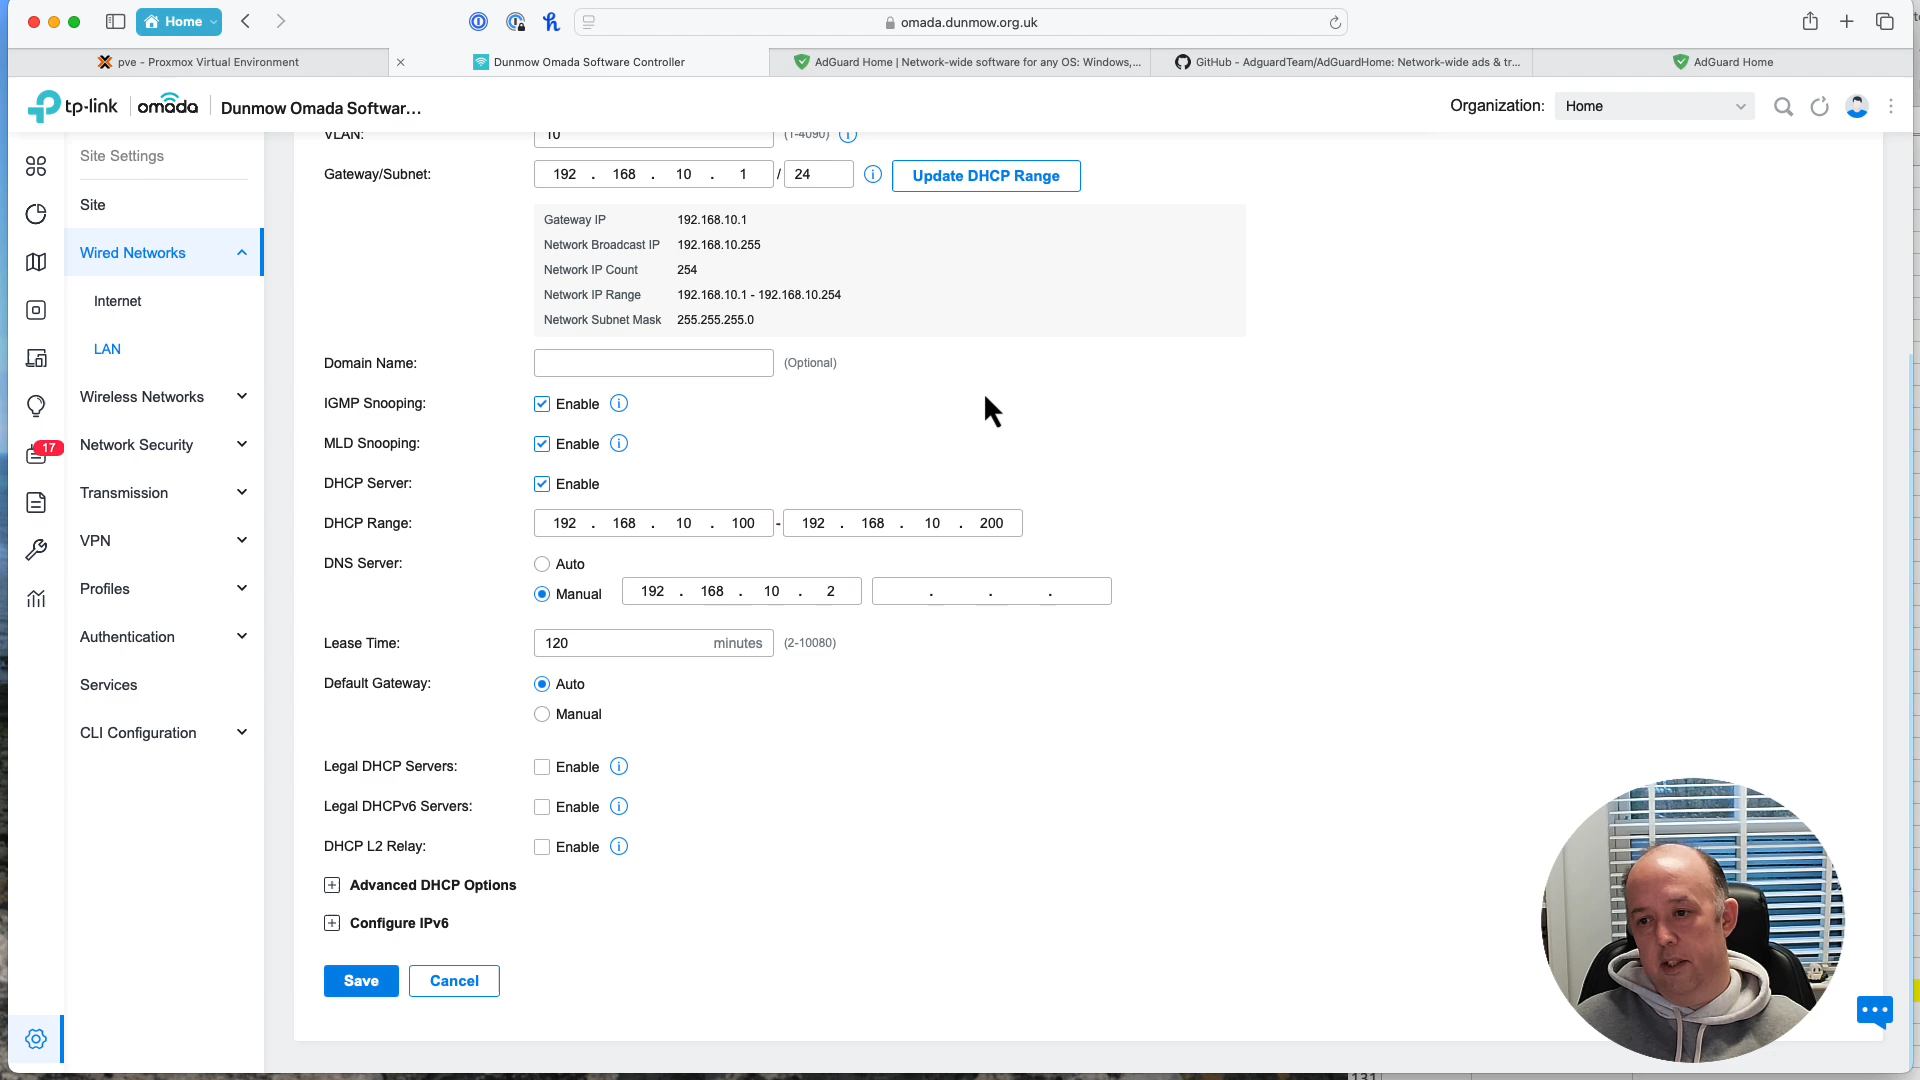 Home
omada.dunmow.org.uk
pve - Proxmox Virtual Environment
Dunmow Omada Software Controller
AdGuard Home | Network-wide software for any OS: Windows,...
GitHub - AdguardTeam/AdGuardHome: Network-wide ads & tr...
AdGuard Home
tp-link
omada
Dunmow Omada Softwar...
Organization:
Home
Site Settings
Site
Wired Networks
Internet
LAN
Wireless Networks
Network Security
17
Transmission
VPN
Profiles
Authentication
Services
CLI Configuration
VLAN: 10 (1-4090)
Gateway/Subnet: 192 . 168 . 10 . 1 / 24 Update DHCP Range
Gateway IP 192.168.10.1
Network Broadcast IP 192.168.10.255
Network IP Count 254
Network IP Range 192.168.10.1 - 192.168.10.254
Network Subnet Mask 255.255.255.0
Domain Name: (Optional)
IGMP Snooping: Enable
MLD Snooping: Enable
DHCP Server: Enable
DHCP Range: 192 . 168 . 10 . 100 - 192 . 168 . 10 . 200
DNS Server: Auto
Manual 192 . 168 . 10 . 2 . . .
Lease Time: 120 minutes (2-10080)
Default Gateway: Auto
Manual
Legal DHCP Servers: Enable
Legal DHCPv6 Servers: Enable
DHCP L2 Relay: Enable
Advanced DHCP Options
Configure IPv6
Save Cancel
131